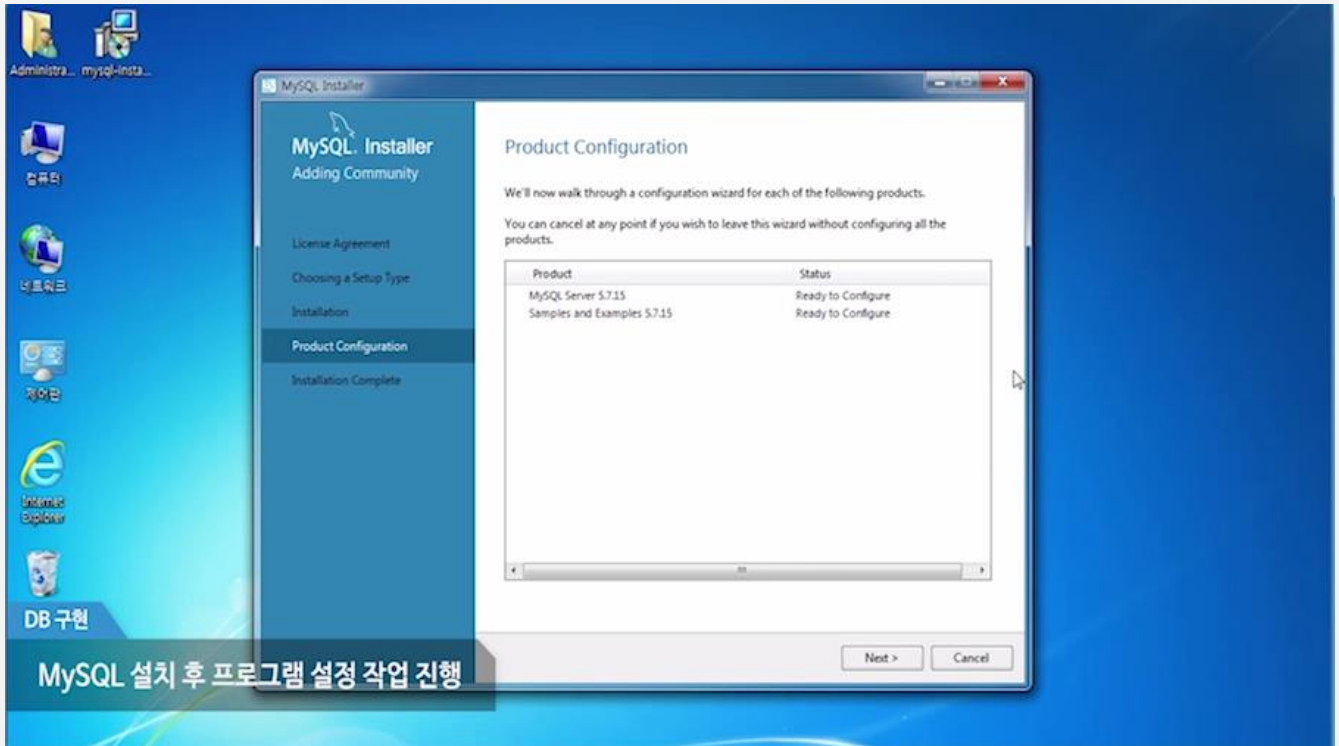 Administra...
mysql-insta...
컴퓨터
네트워크
제어판
Internet
Explorer
MySQL Installer
MySQL. Installer
Adding Community
License Agreement
Choosing a Setup Type
Installation
Product Configuration
Installation Complete
Product Configuration
We'll now walk through a configuration wizard for each of the following products.
You can cancel at any point if you wish to leave this wizard without configuring all the
products.
Product Status
MySQL Server 5.7.15 Ready to Configure
Samples and Examples 5.7.15 Ready to Configure
Next > Cancel
DB 구현
MySQL 설치 후 프로그램 설정 작업 진행